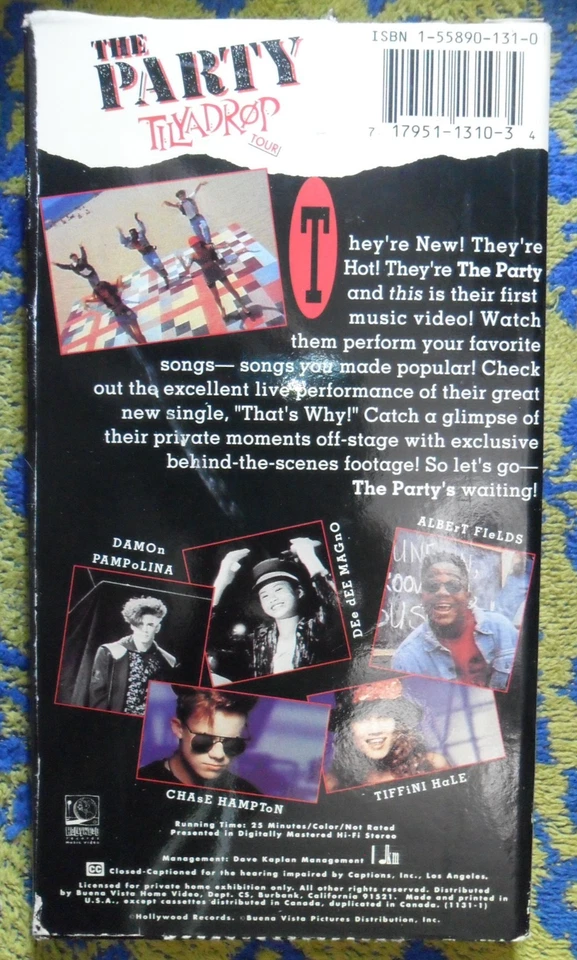 THE
PARTY
TILYADRØP
TOUR!
ISBN 1-55890-131-0
7 17951-1310-3 4
They're New! They're
Hot! They're The Party
and this is their first
music video! Watch
them perform your favorite
songs— songs you made popular! Check
out the excellent live performance of their great
new single, "That's Why!" Catch a glimpse of
their private moments off-stage with exclusive
behind-the-scenes footage! So let's go—
The Party's waiting!
DAMOn
PAMPoLINA
DEe dEE MAGnO
ALBErT FIeLDS
CHAsE HAMPToN
TIFFiNI HaLE
Running Time: 25 Minutes/Color/Not Rated
Presented in Digitally Mastered Hi-Fi Stereo
HOLLYWOOD
records
music video
Management: Dave Kaplan Management dkm
CC Closed-Captioned for the hearing impaired by Captions, Inc., Los Angeles.
Licensed for private home exhibition only. All other rights reserved. Distributed
by Buena Vista Home Video, Dept. CS, Burbank, California 91521. Made and printed in
U.S.A., except cassettes distributed in Canada, duplicated in Canada. (1131-1)
©Hollywood Records. ©Buena Vista Pictures Distribution, Inc.